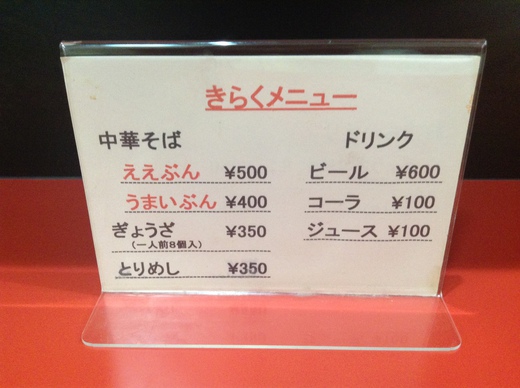 きらくメニュー
中華そば
ええぶん ¥500
うまいぶん ¥400
ぎょうざ ¥350
(一人前8個入)
とりめし ¥350
ドリンク
ビール ¥600
コーラ ¥100
ジュース ¥100